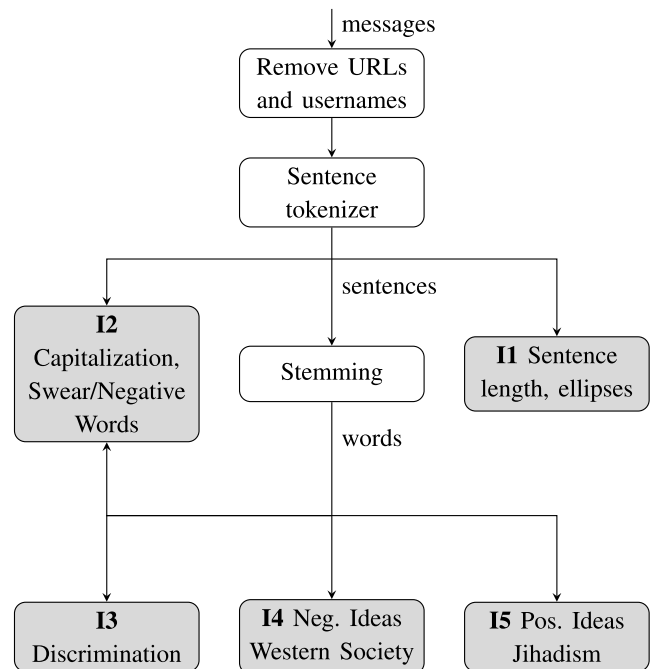 messages
Remove URLs
and usernames
Sentence
tokenizer
sentences
I2
Capitalization,
Swear/Negative
Words
Stemming
I1 Sentence
length, ellipses
words
I3
Discrimination
I4 Neg. Ideas
Western Society
I5 Pos. Ideas
Jihadism